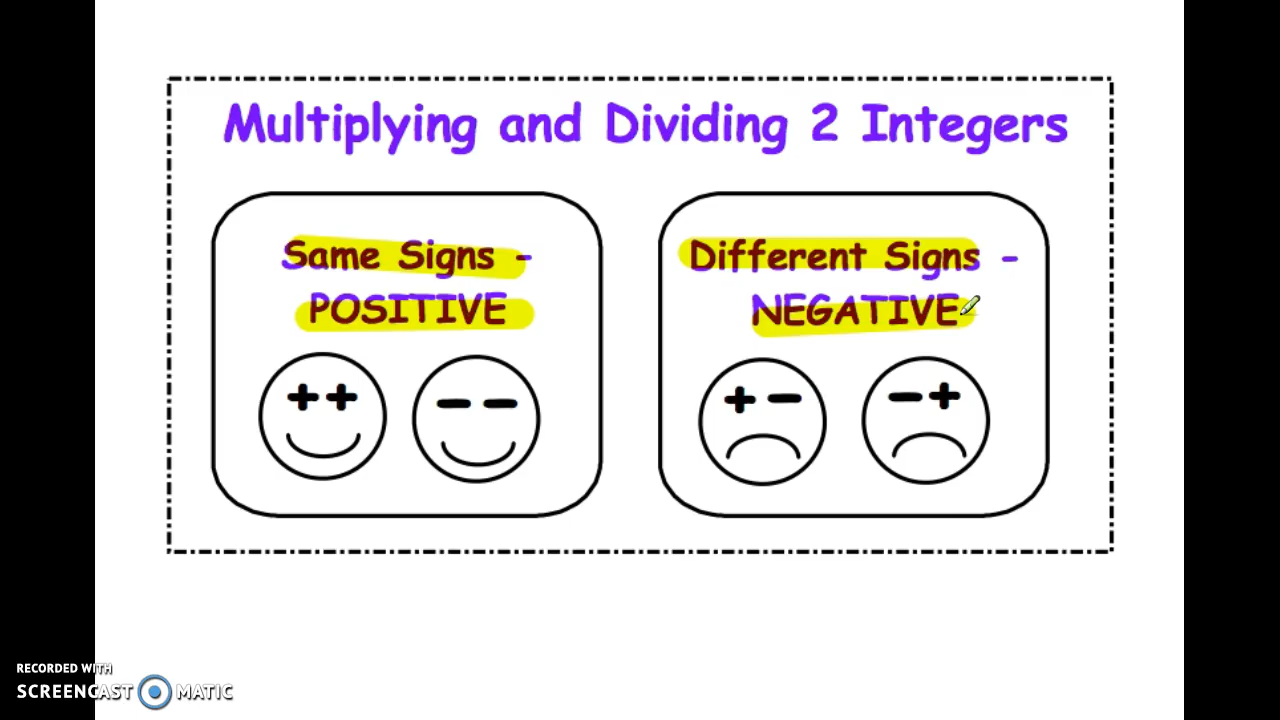 Multiplying and Dividing 2 Integers
Same Signs -
POSITIVE
Different Signs -
NEGATIVE
+ +
- -
+ -
- +
RECORDED WITH
SCREENCAST MATIC